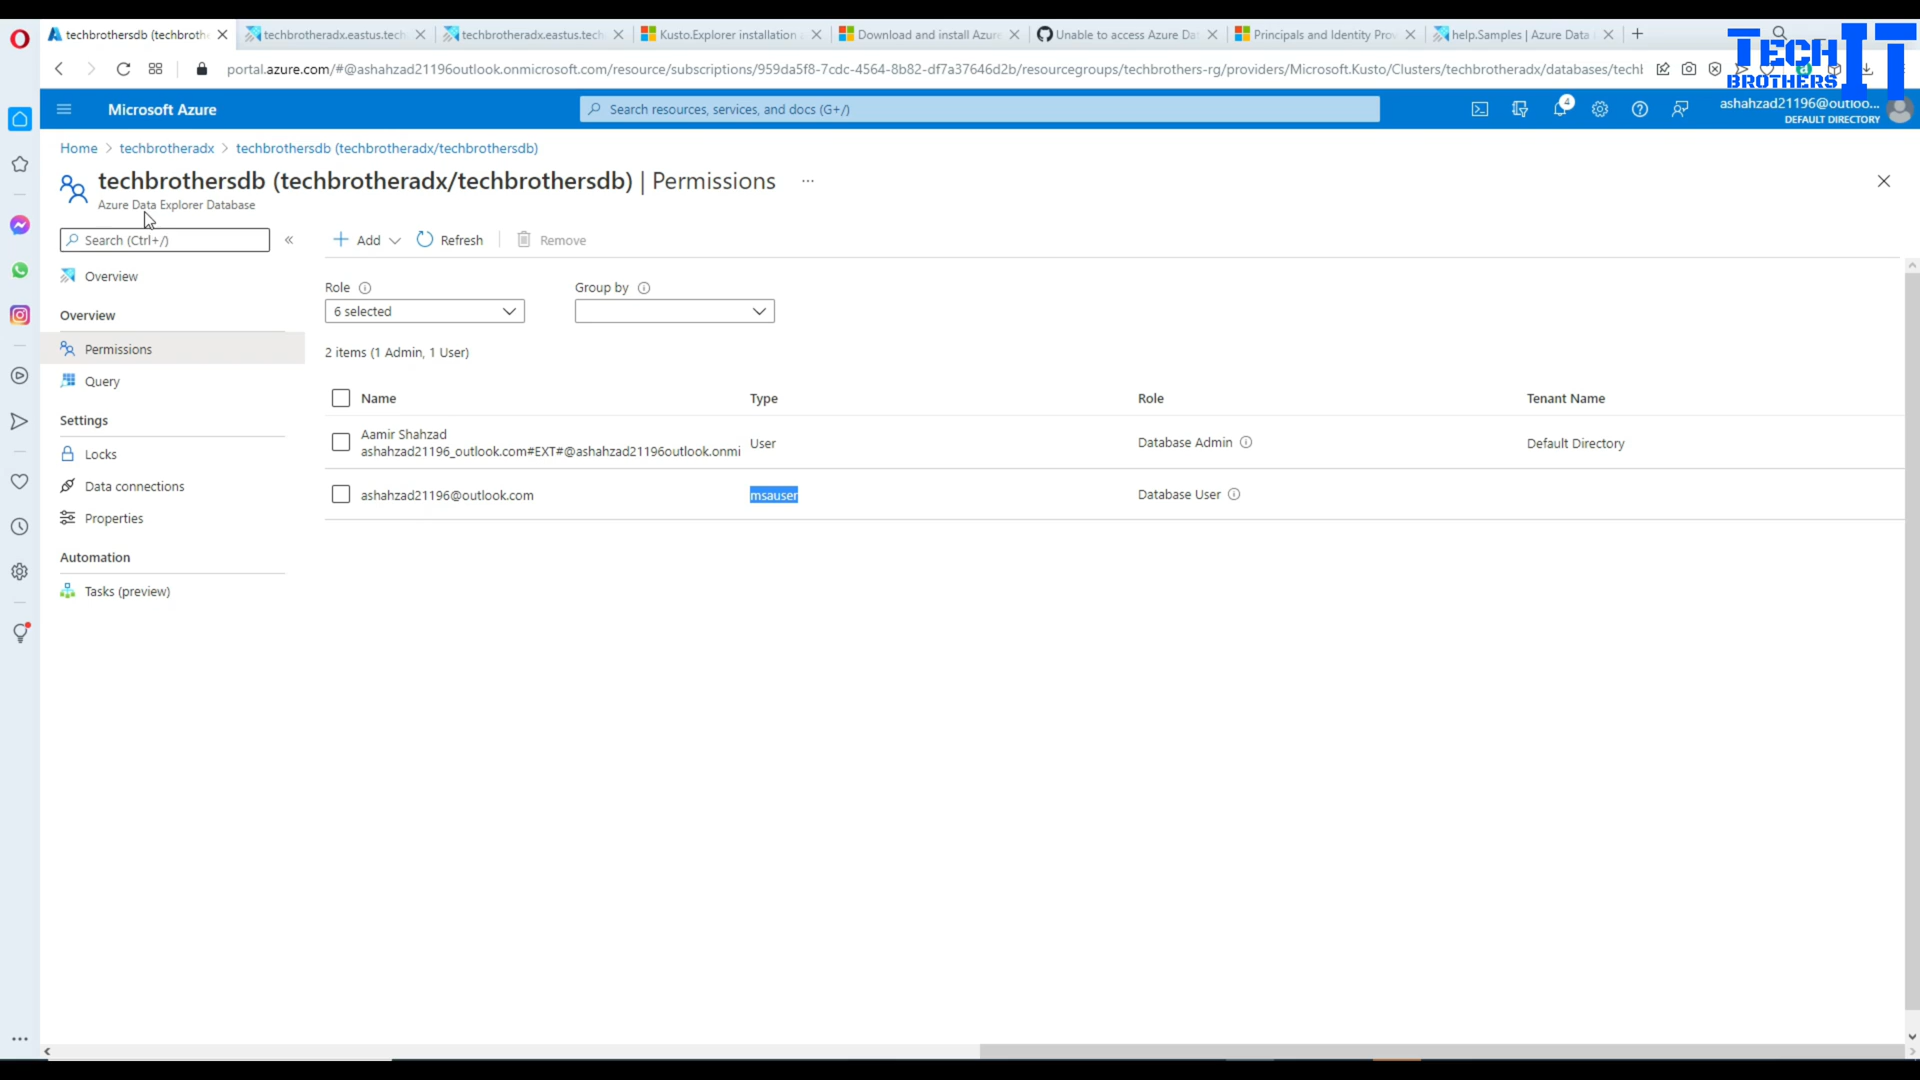 techbrothersdb (techbroth
techbrotheradx.eastus.tech
techbrotheradx.eastus.tech
Kusto.Explorer installation
Download and install Azure
Unable to access Azure Da
Principals and Identity Prov
help.Samples | Azure Data
portal.azure.com/#@ashahzad21196outlook.onmicrosoft.com/resource/subscriptions/959da5f8-7cdc-4564-8b82-df7a37646d2b/resourcegroups/techbrothers-rg/providers/Microsoft.Kusto/Clusters/techbrotheradx/databases/techl
TECH IT
BROTHERS
Microsoft Azure
Search resources, services, and docs (G+/)
4
ashahzad21196@outloo...
DEFAULT DIRECTORY
Home > techbrotheradx > techbrothersdb (techbrotheradx/techbrothersdb)
techbrothersdb (techbrotheradx/techbrothersdb) | Permissions ...
Azure Data Explorer Database
Search (Ctrl+/)
«
Add
Refresh
Remove
Overview
Overview
Permissions
Query
Settings
Locks
Data connections
Properties
Automation
Tasks (preview)
Role
Group by
6 selected
2 items (1 Admin, 1 User)
Name Type Role Tenant Name
Aamir Shahzad
ashahzad21196_outlook.com#EXT#@ashahzad21196outlook.onmi
User Database Admin Default Directory
ashahzad21196@outlook.com msauser Database User